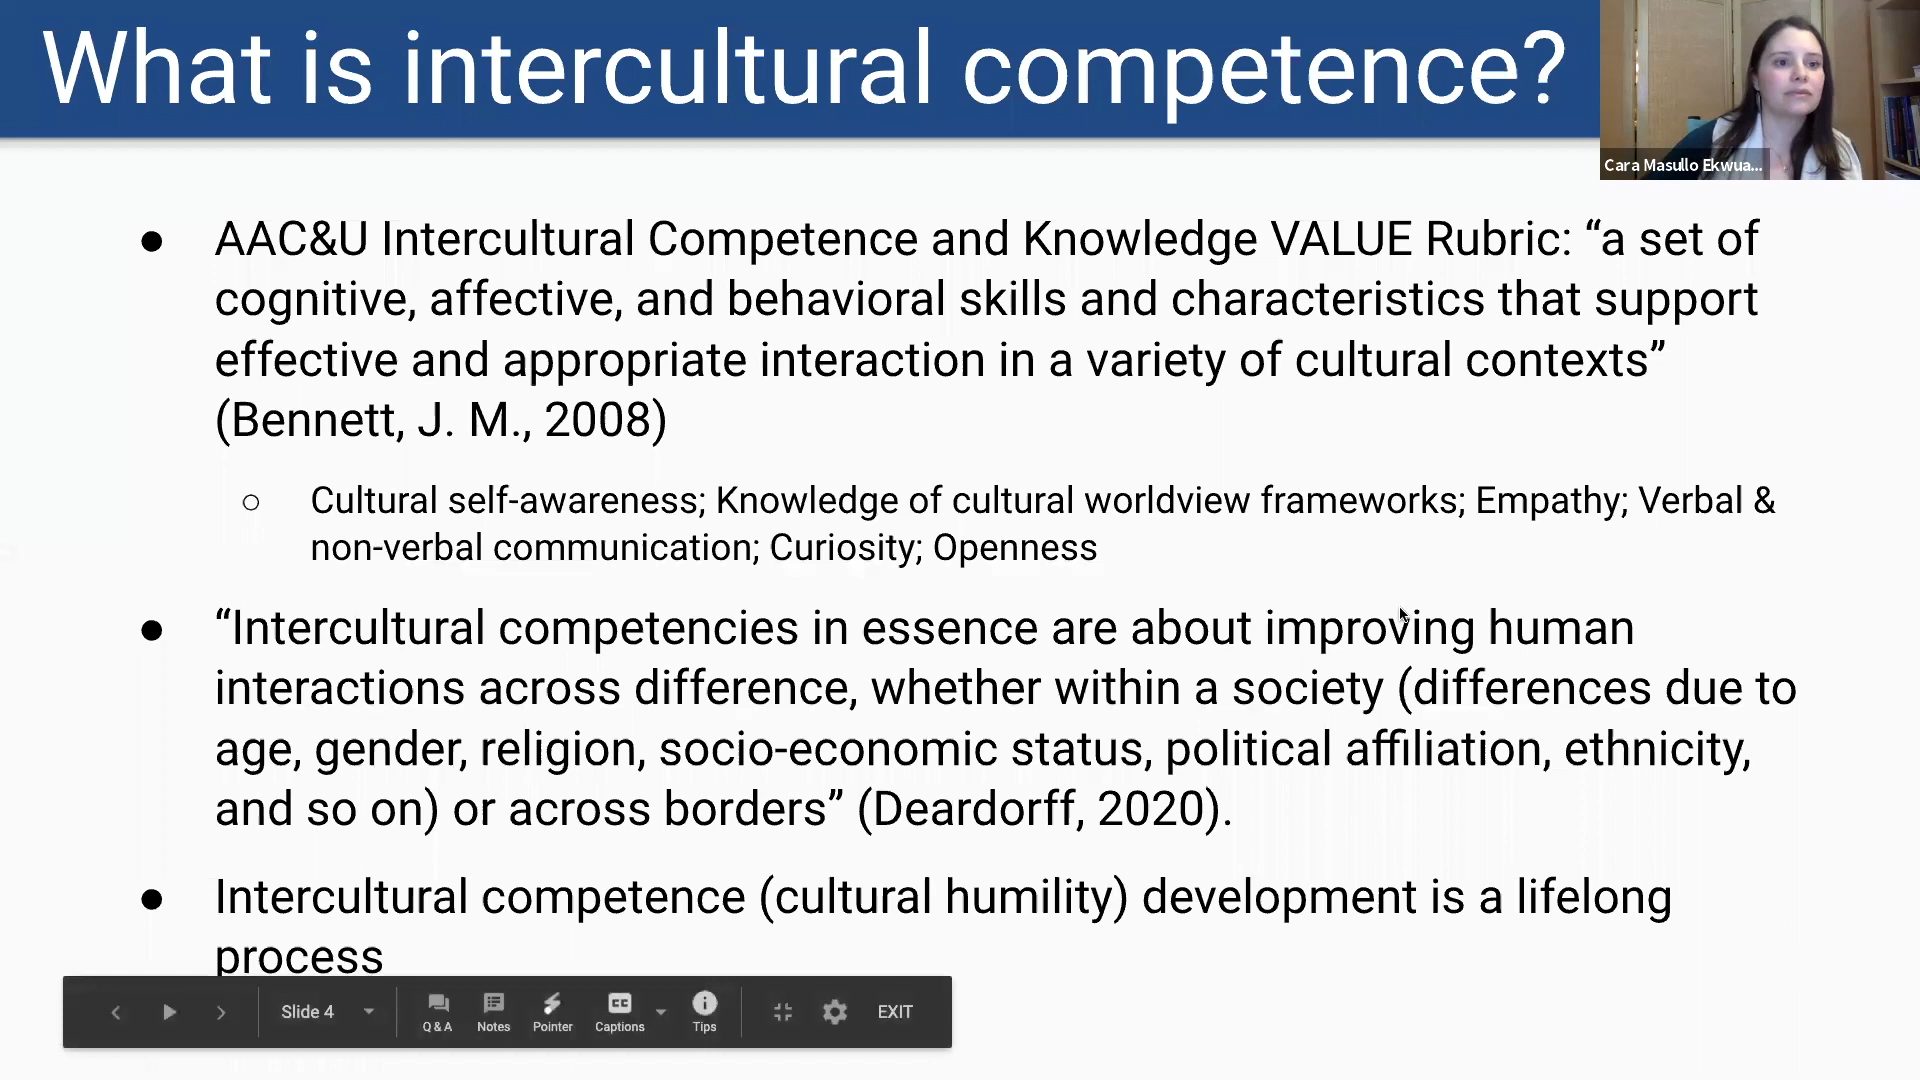 What is intercultural competence?
Cara Masullo Ekwua...
● AAC&U Intercultural Competence and Knowledge VALUE Rubric: “a set of
cognitive, affective, and behavioral skills and characteristics that support
effective and appropriate interaction in a variety of cultural contexts”
(Bennett, J. M., 2008)
○ Cultural self-awareness; Knowledge of cultural worldview frameworks; Empathy; Verbal &
non-verbal communication; Curiosity; Openness
● “Intercultural competencies in essence are about improving human
interactions across difference, whether within a society (differences due to
age, gender, religion, socio-economic status, political affiliation, ethnicity,
and so on) or across borders” (Deardorff, 2020).
● Intercultural competence (cultural humility) development is a lifelong
process
Slide 4
Q & A
Notes
Pointer
CC
Captions
Tips
EXIT